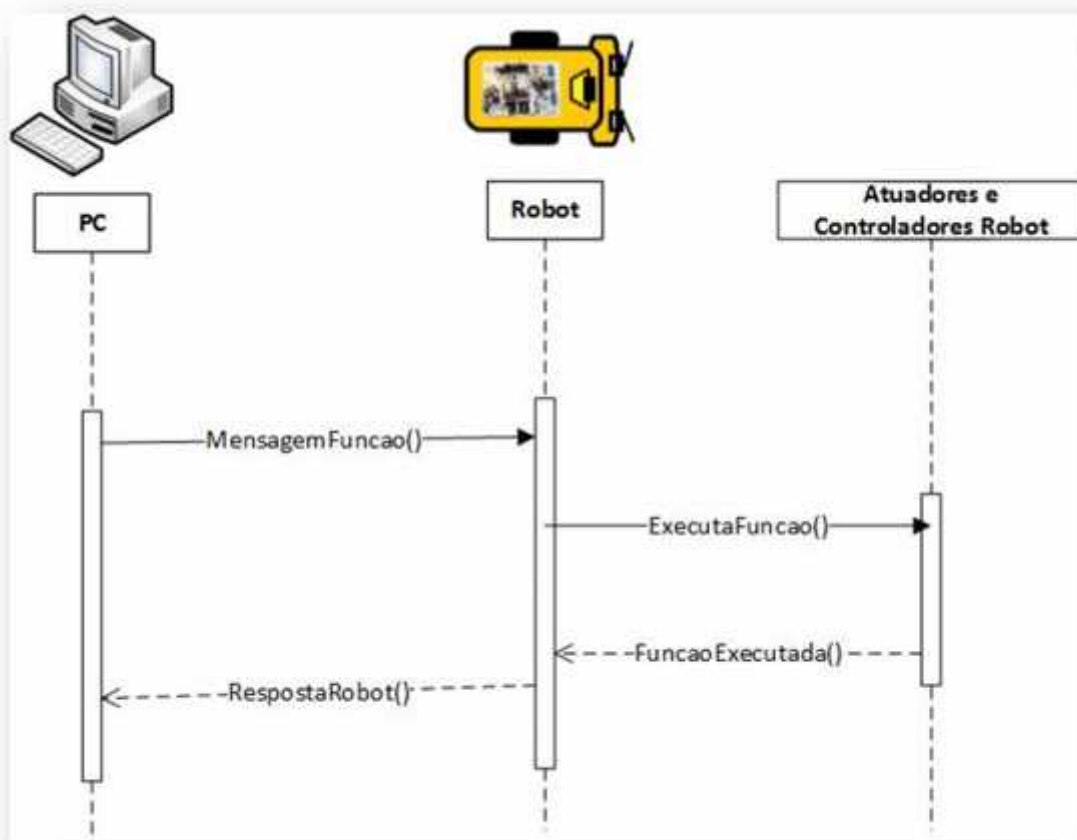 PC
Robot
Atuadores e
Controladores Robot
MensagemFuncao()
ExecutaFuncao()
FuncaoExecutada()
RespostaRobot()